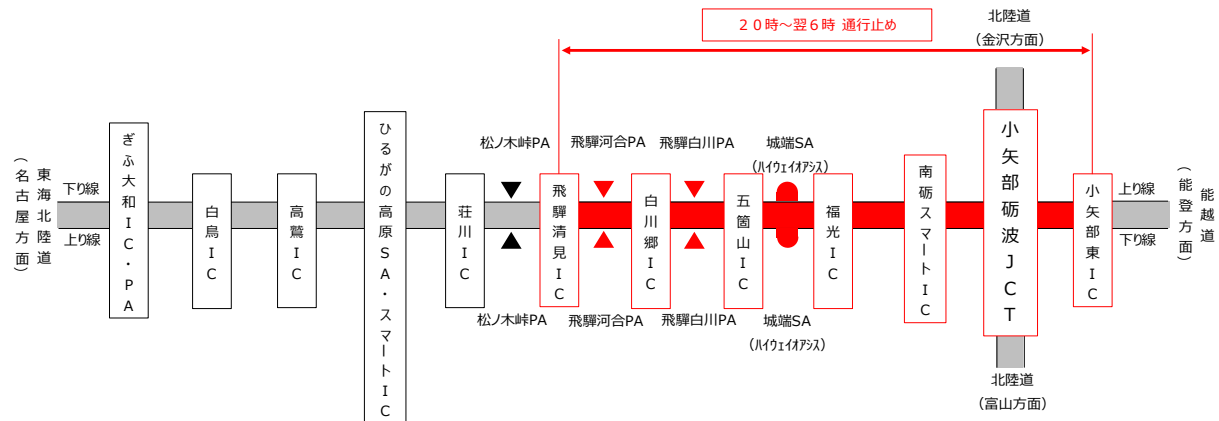 20時~翌6時 通行止め
北陸道
(金沢方面)
松ノ木峠PA
飛騨河合PA
飛騨白川PA
城端SA
(ハイウェイオアシス)
東海北陸道
(名古屋方面)
下り線
上り線
ぎふ大和IC・PA
白鳥IC
高鷲IC
ひるがの高原SA・スマートIC
荘川IC
飛騨清見IC
白川郷IC
五箇山IC
福光IC
南砺スマートIC
小矢部砺波JCT
小矢部東IC
上り線
下り線
能越道
(能登方面)
松ノ木峠PA
飛騨河合PA
飛騨白川PA
城端SA
(ハイウェイオアシス)
北陸道
(富山方面)